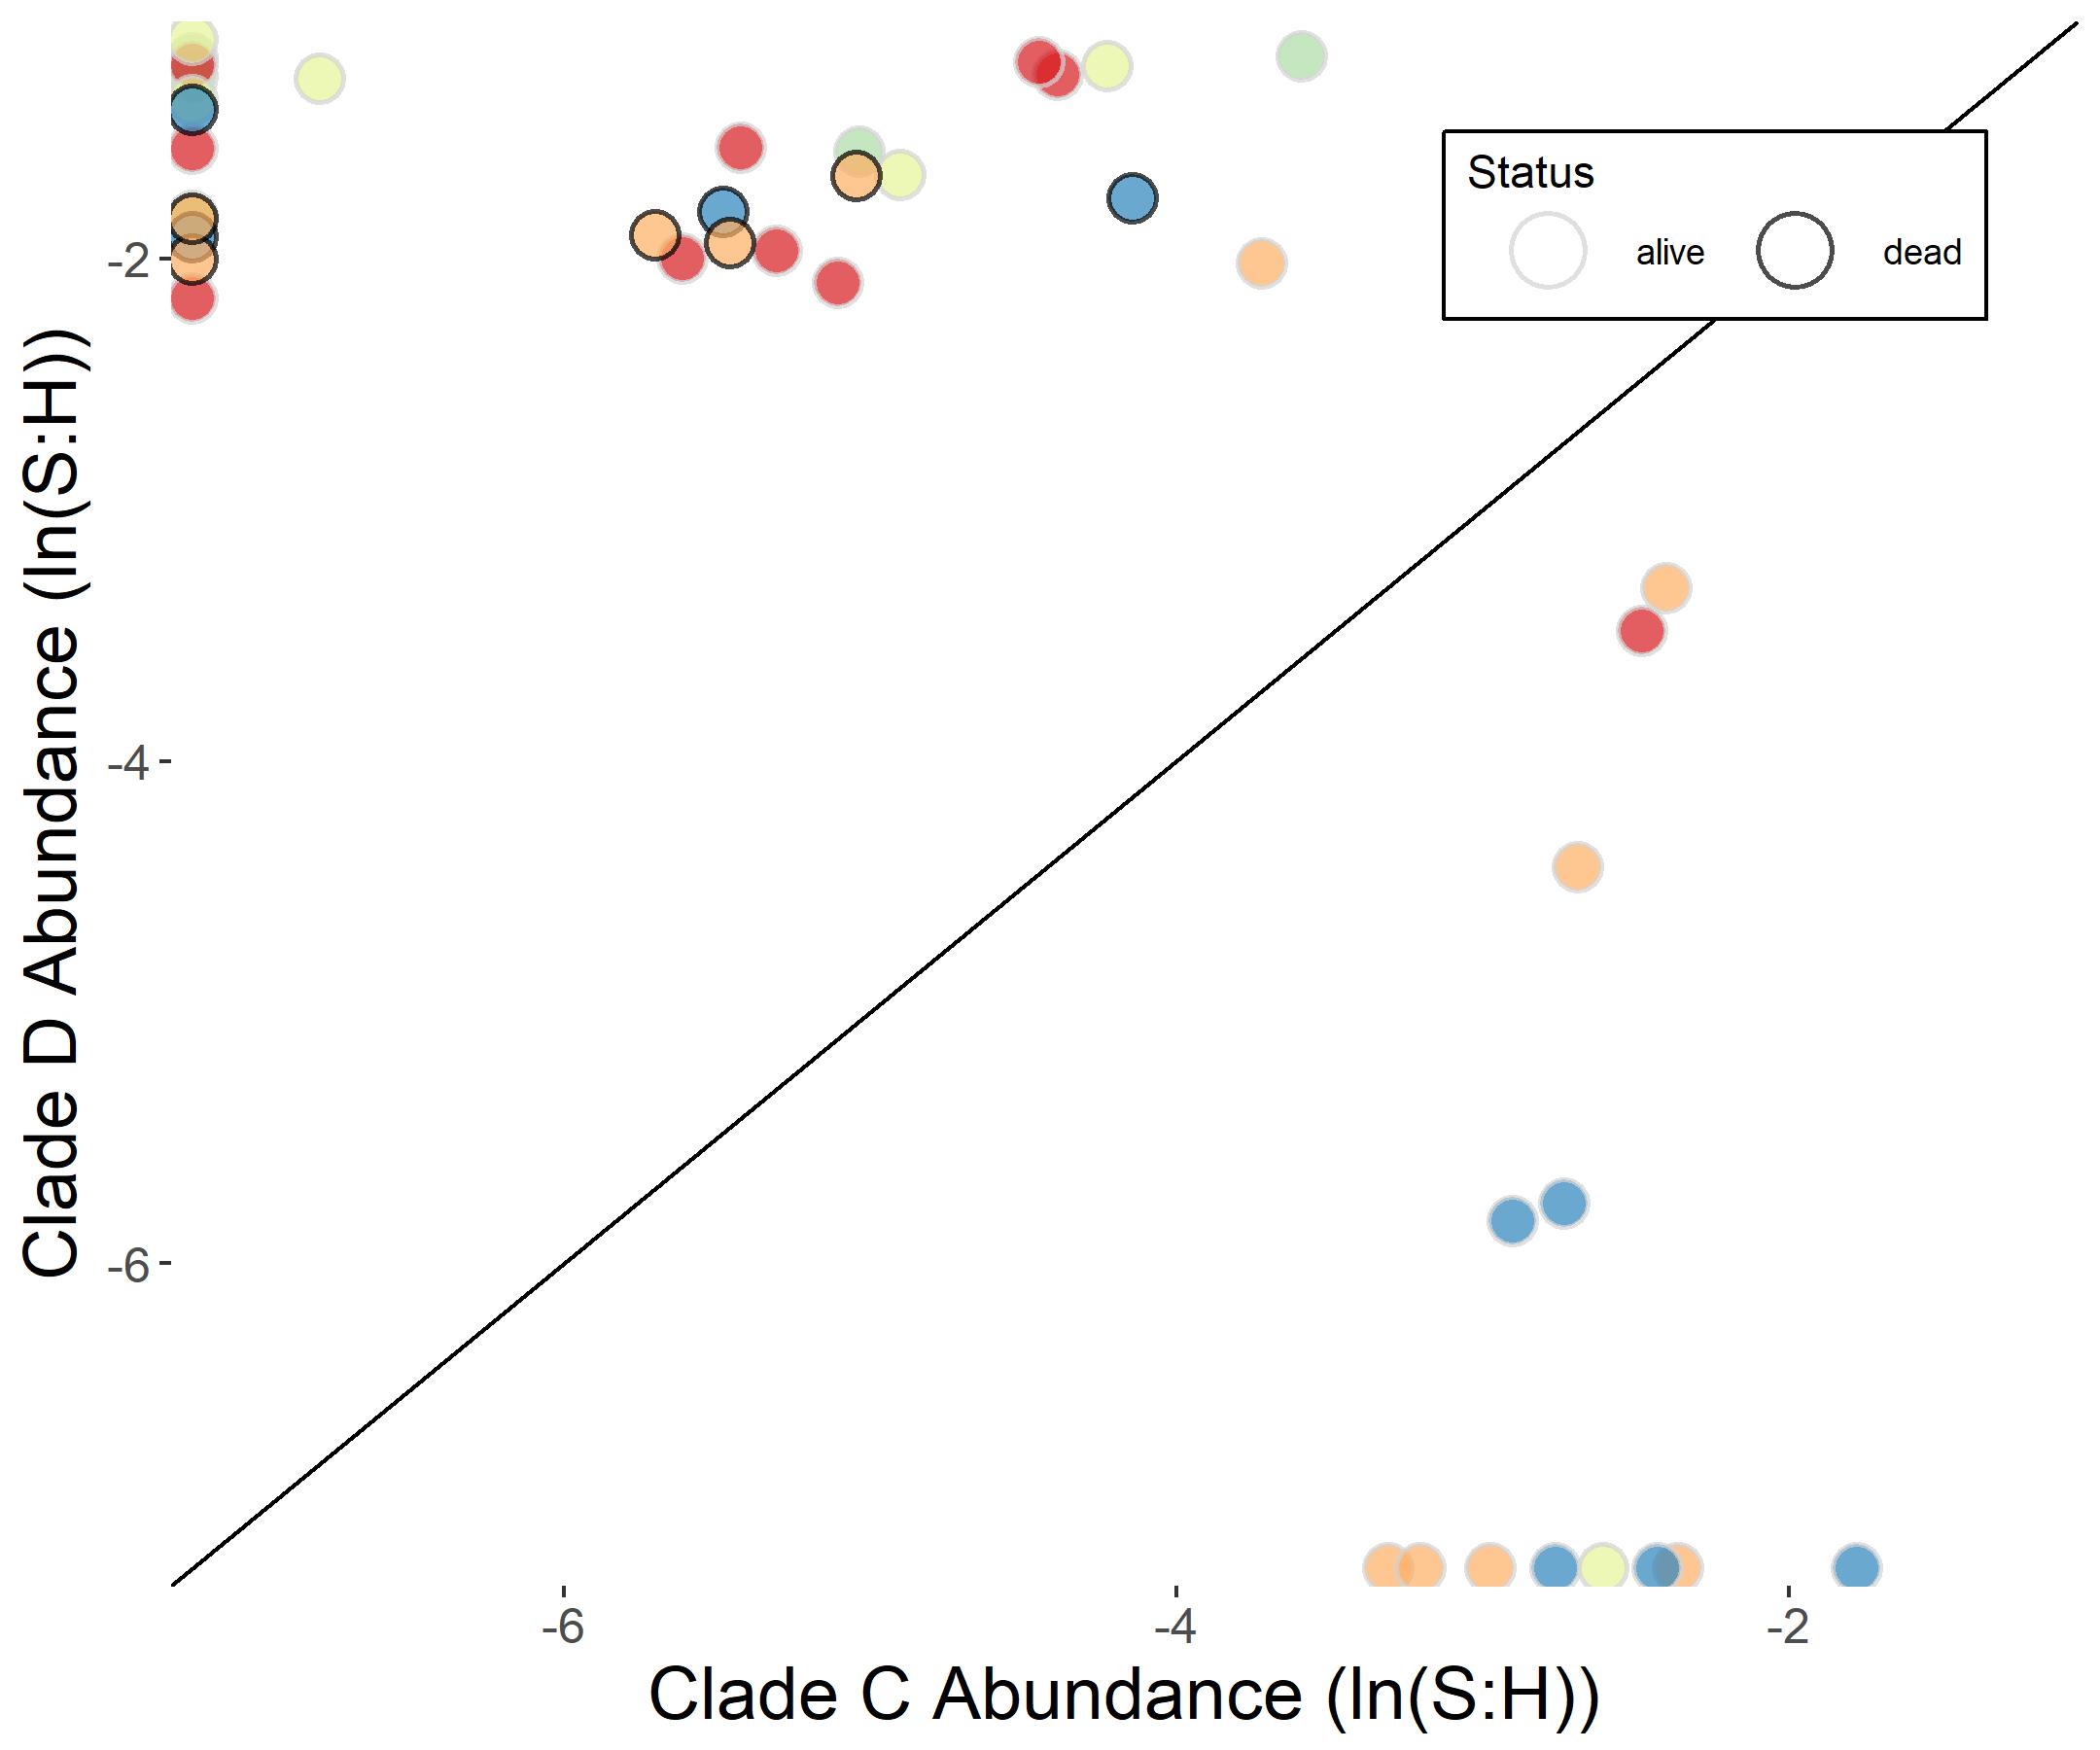 Status
alive
dead
-2
-4
-6
Clade D Abundance (ln(S:H))
-6
-4
-2
Clade C Abundance (ln(S:H))